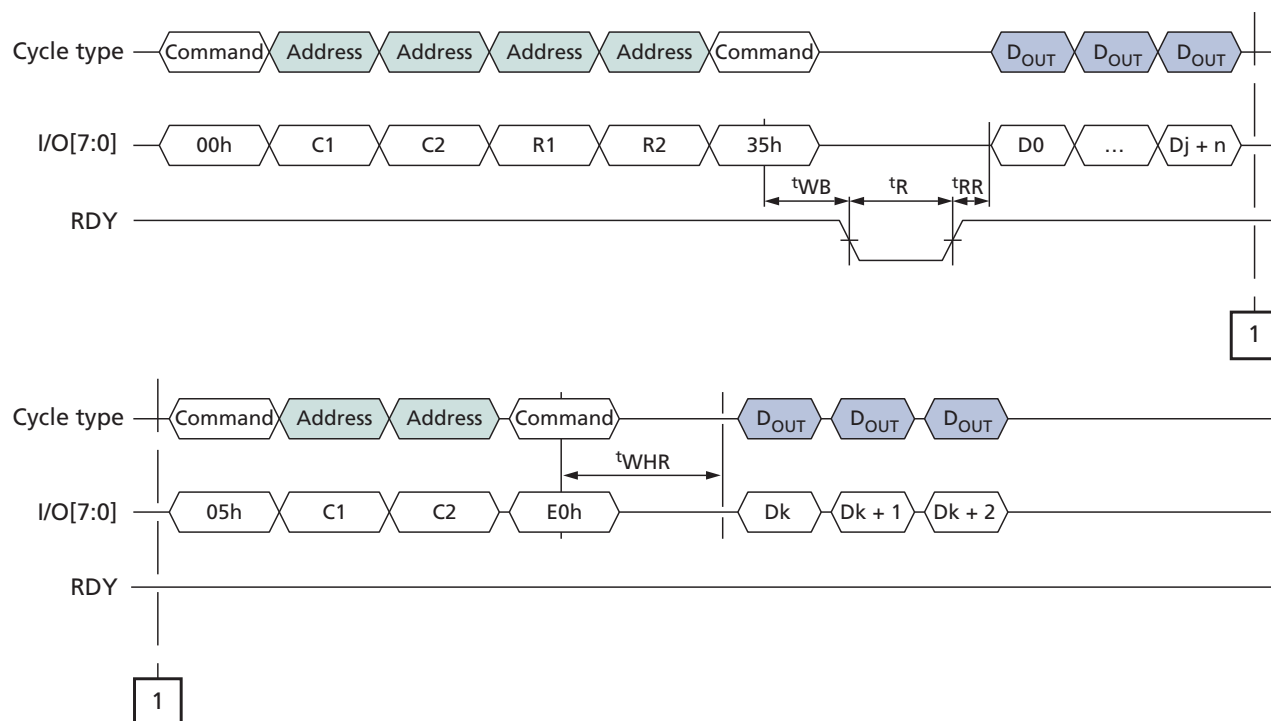 Cycle type Command Address Address Address Address Command DOUT DOUT DOUT
I/O[7:0] 00h C1 C2 R1 R2 35h D0 ... Dj + n
tWB tR tRR
RDY
1
Cycle type Command Address Address Command DOUT DOUT DOUT
tWHR
I/O[7:0] 05h C1 C2 E0h Dk Dk + 1 Dk + 2
RDY
1